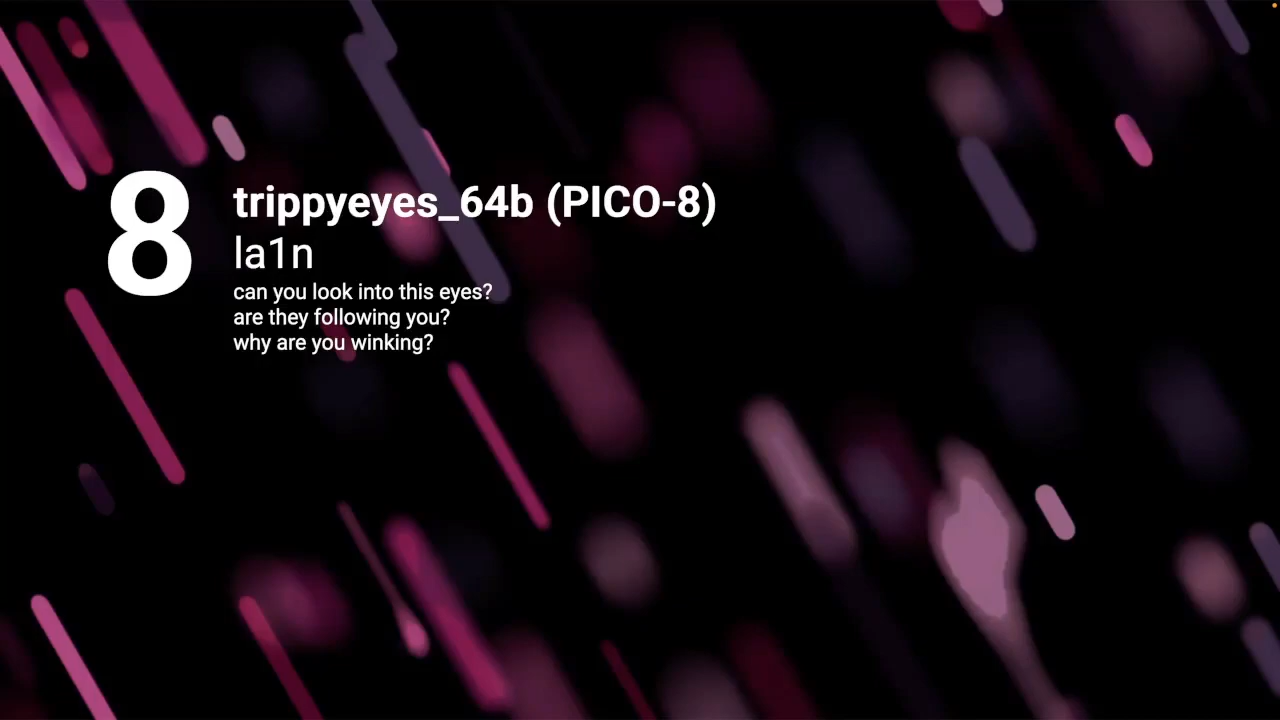 8
trippyeyes_64b (PICO-8)
la1n
can you look into this eyes?
are they following you?
why are you winking?